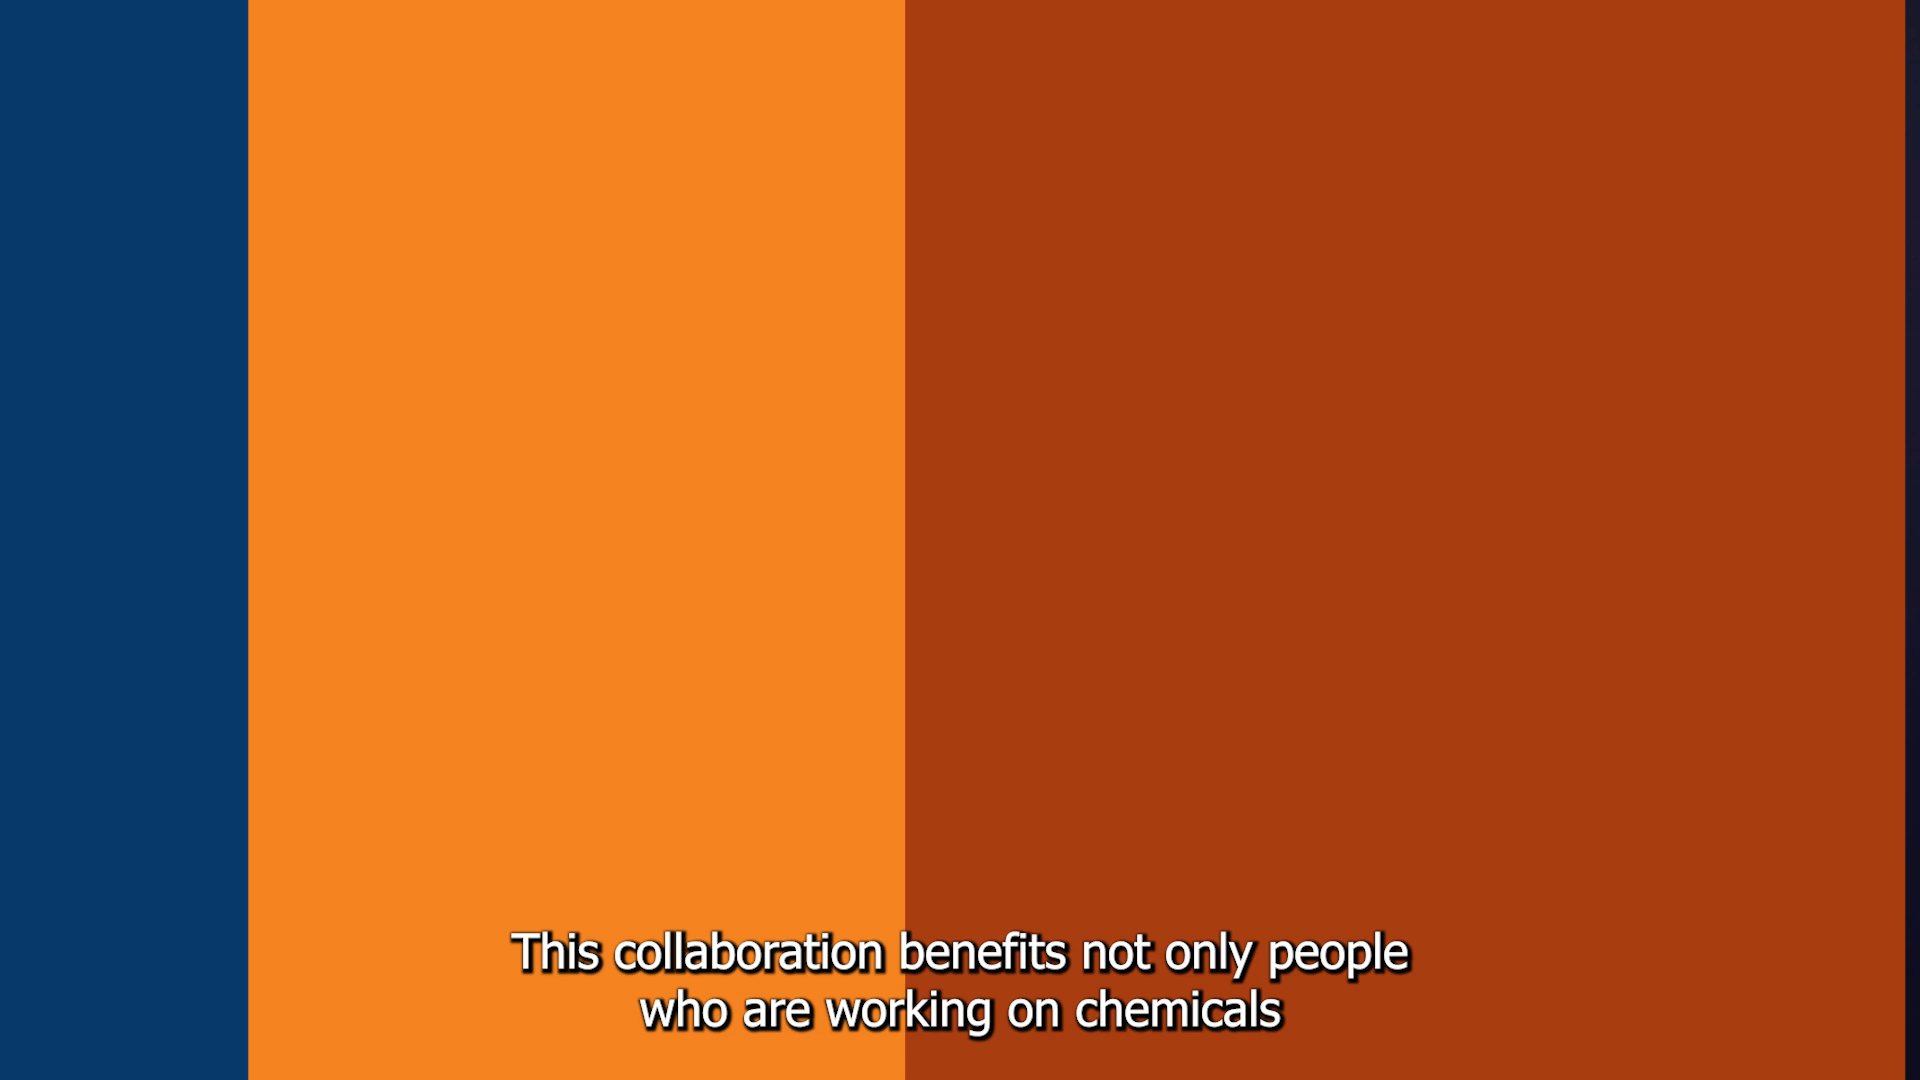 This collaboration benefits not only people
who are working on chemicals